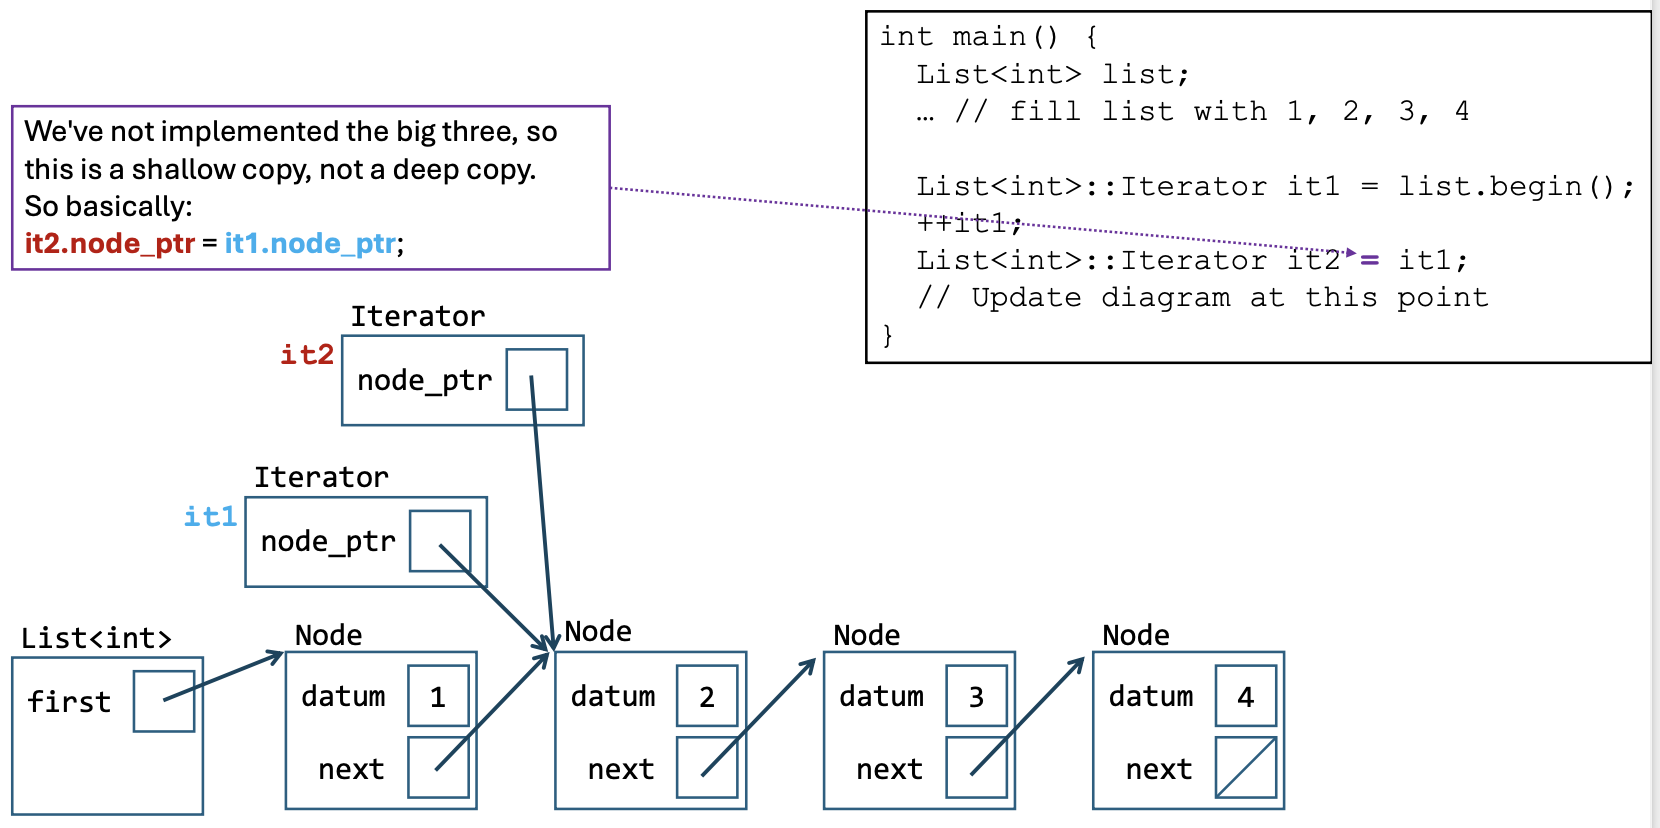 int main() {
List<int> list;
… // fill list with 1, 2, 3, 4
List<int>::Iterator it1 = list.begin();
++it1;
List<int>::Iterator it2 = it1;
// Update diagram at this point
}
We've not implemented the big three, so
this is a shallow copy, not a deep copy.
So basically:
it2.node_ptr = it1.node_ptr;
Iterator
it2
node_ptr
Iterator
it1
node_ptr
List<int>
first
Node
datum 1
next
Node
datum 2
next
Node
datum 3
next
Node
datum 4
next